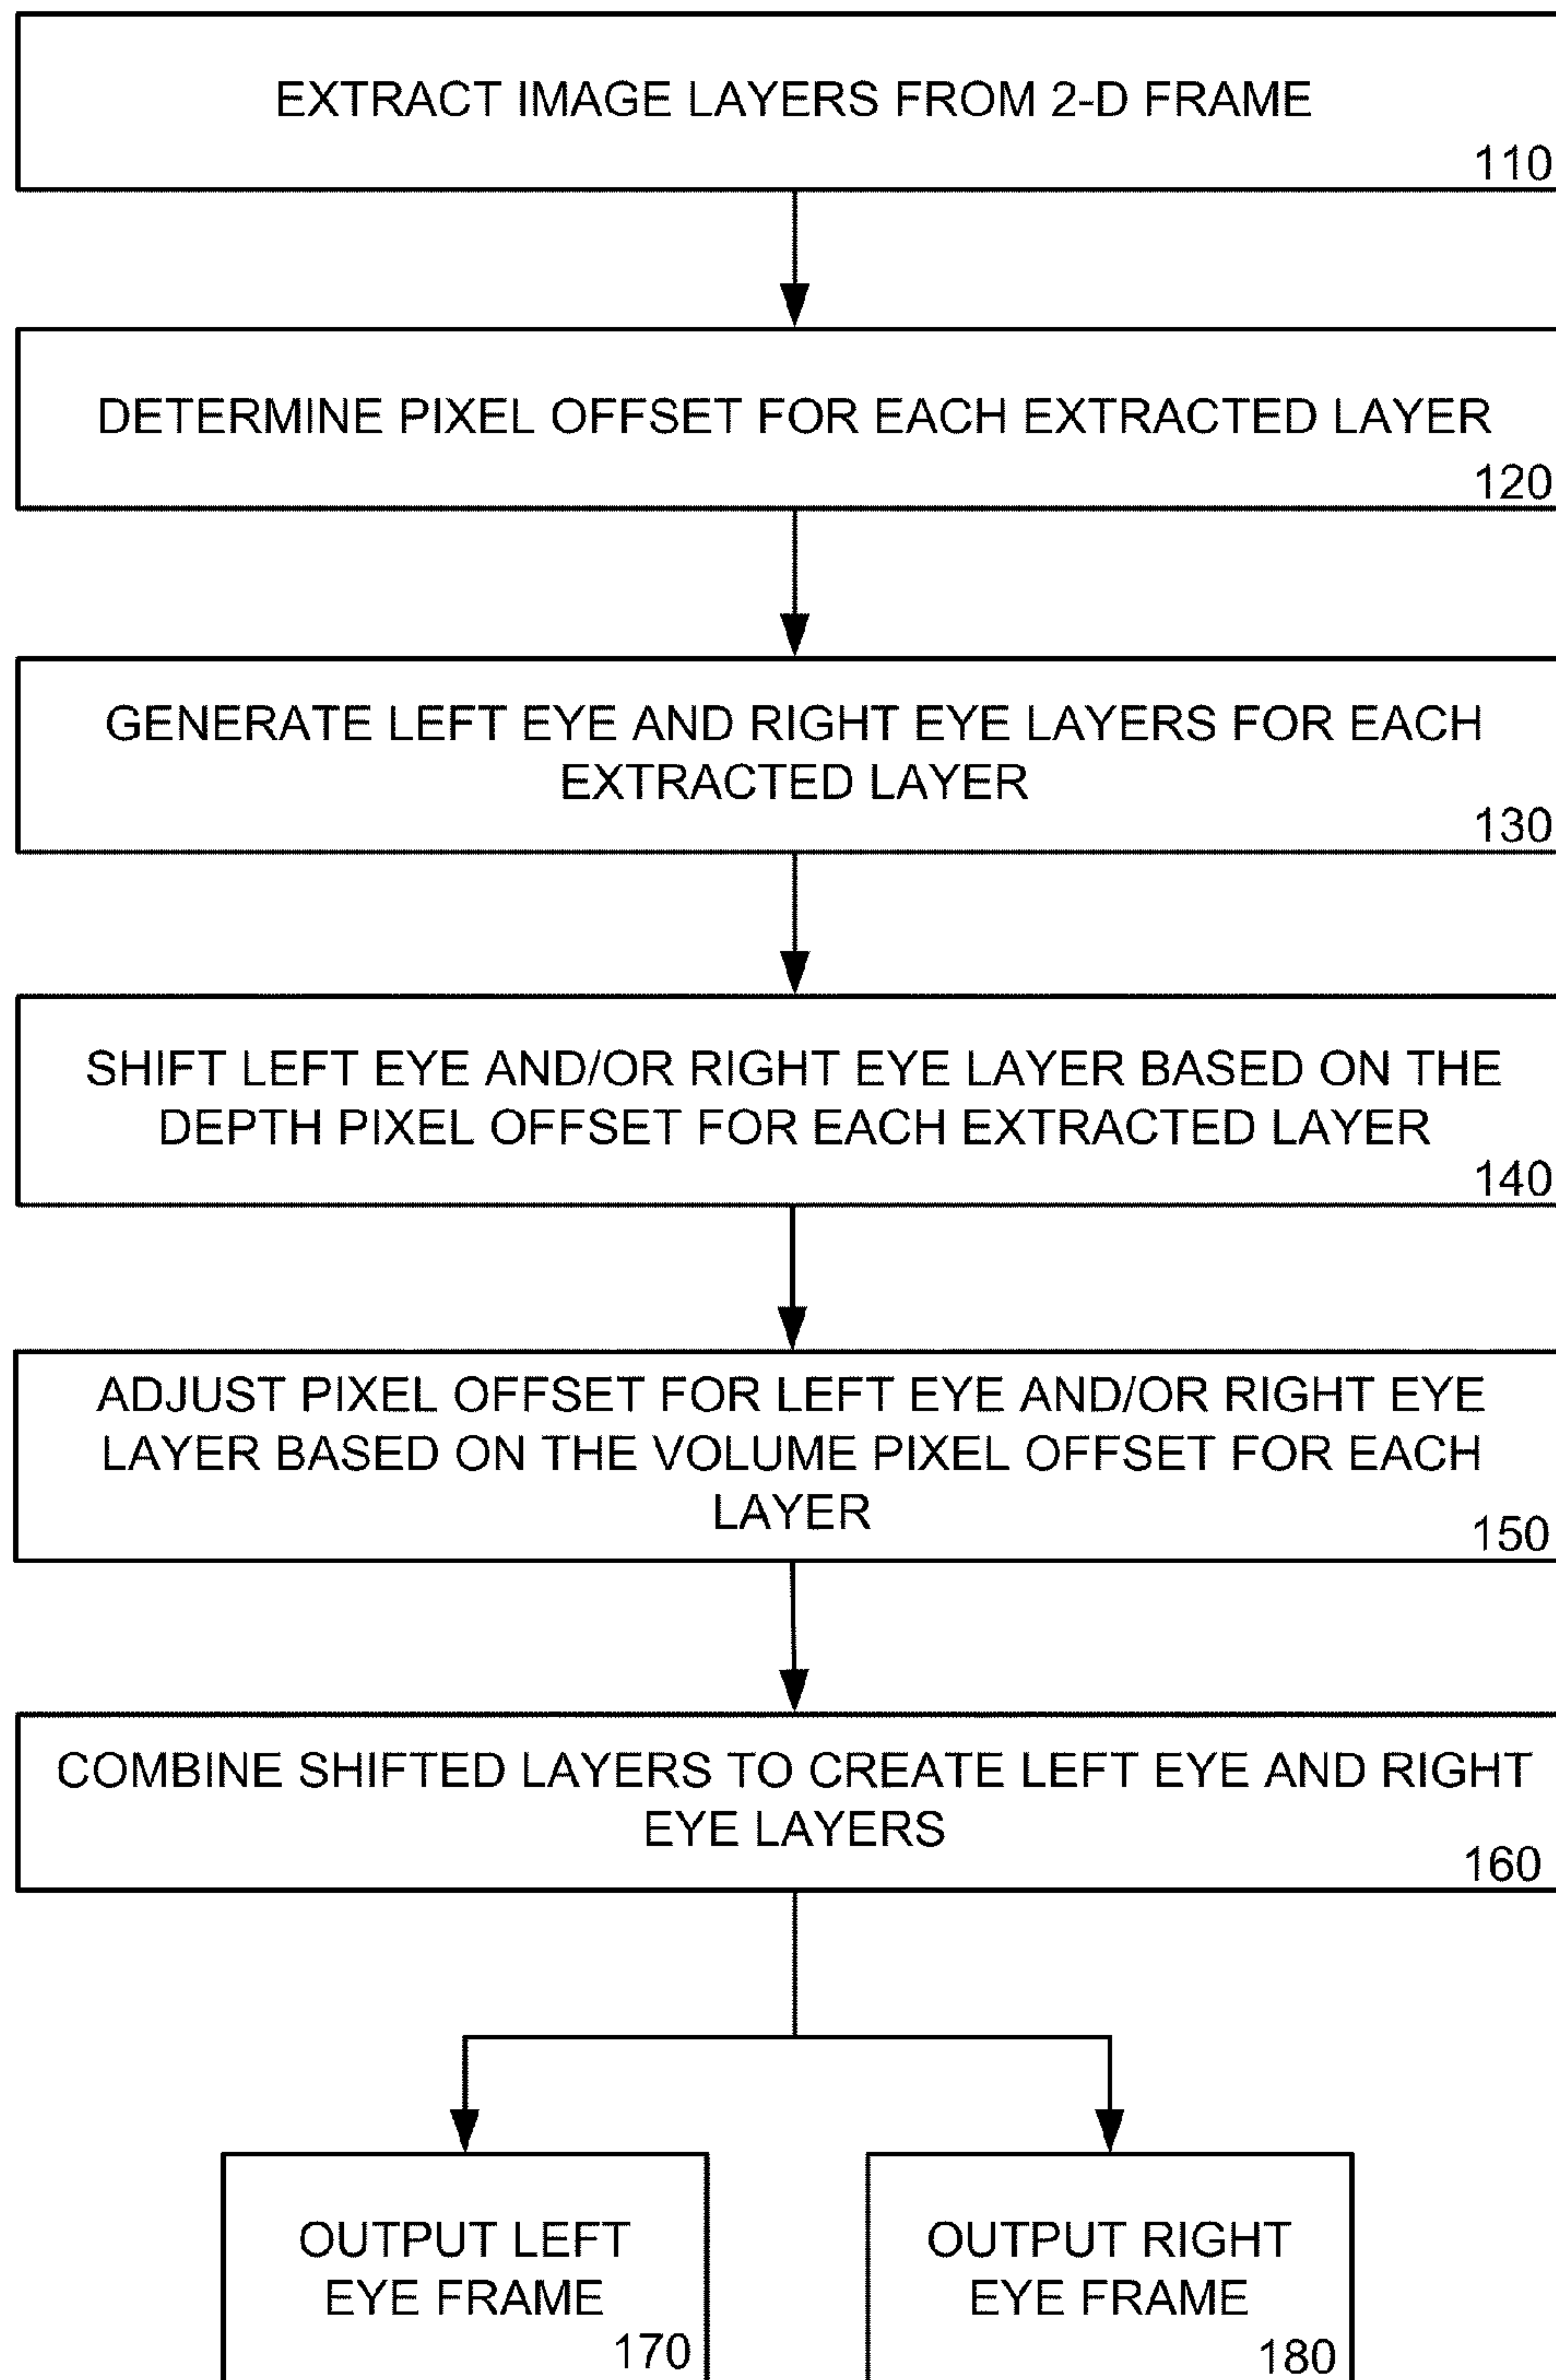 EXTRACT IMAGE LAYERS FROM 2-D FRAME
110
DETERMINE PIXEL OFFSET FOR EACH EXTRACTED LAYER
120
GENERATE LEFT EYE AND RIGHT EYE LAYERS FOR EACH
EXTRACTED LAYER
130
SHIFT LEFT EYE AND/OR RIGHT EYE LAYER BASED ON THE
DEPTH PIXEL OFFSET FOR EACH EXTRACTED LAYER
140
ADJUST PIXEL OFFSET FOR LEFT EYE AND/OR RIGHT EYE
LAYER BASED ON THE VOLUME PIXEL OFFSET FOR EACH
LAYER
150
COMBINE SHIFTED LAYERS TO CREATE LEFT EYE AND RIGHT
EYE LAYERS
160
OUTPUT LEFT
EYE FRAME
170
OUTPUT RIGHT
EYE FRAME
180